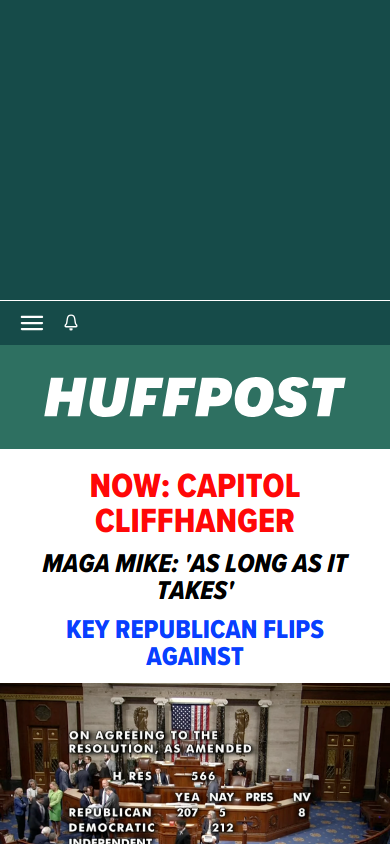 HUFFPOST
NOW: CAPITOL
CLIFFHANGER
MAGA MIKE: 'AS LONG AS IT
TAKES'
KEY REPUBLICAN FLIPS
AGAINST
ON AGREEING TO THE
RESOLUTION, AS AMENDED
H RES 566
YEA NAY PRES NV
REPUBLICAN 207 5 8
DEMOCRATIC 212
INDEPENDENT